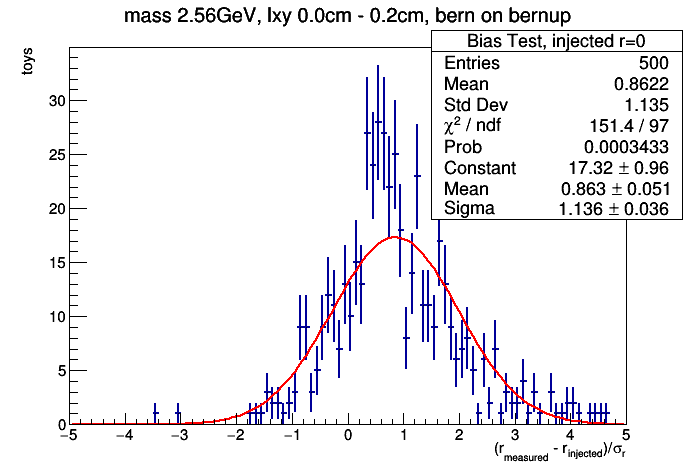 mass 2.56GeV, lxy 0.0cm - 0.2cm, bern on bernup
Bias Test, injected r=0
Entries 500
Mean 0.8622
Std Dev 1.135
χ² / ndf 151.4 / 97
Prob 0.0003433
Constant 17.32 ± 0.96
Mean 0.863 ± 0.051
Sigma 1.136 ± 0.036
toys
30
25
20
15
10
5
0
−5 −4 −3 −2 −1 0 1 2 3 4 5
(r_measured - r_injected)/σ_r